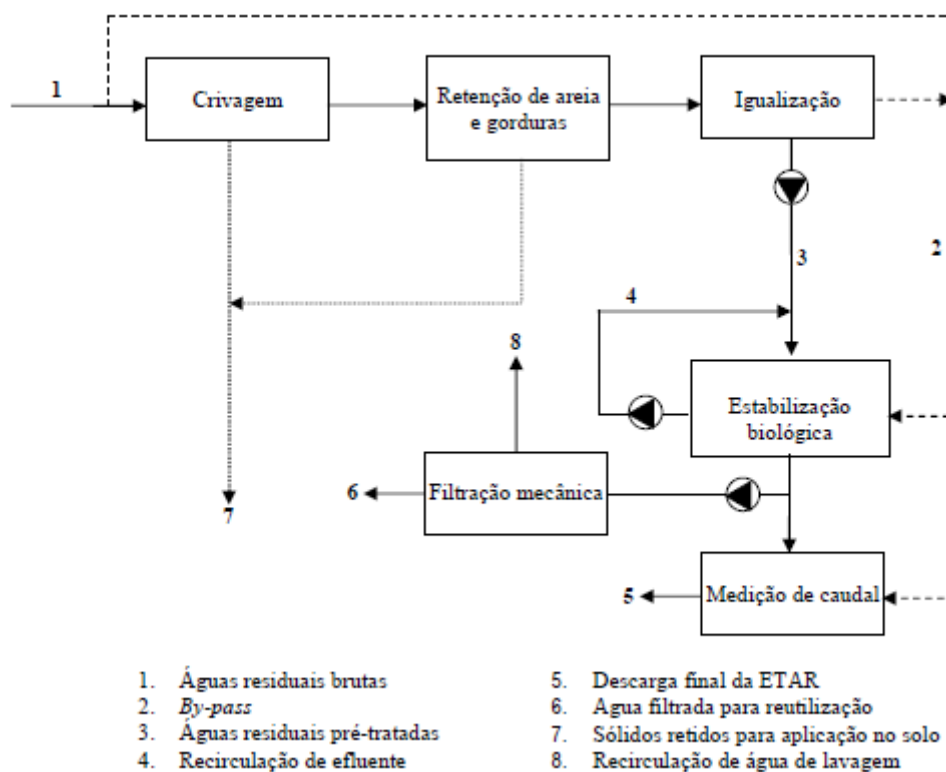 1
Crivagem
Retenção de areia
e gorduras
Igualização
2
3
4
8
Estabilização
biológica
6
Filtração mecânica
7
5
Medição de caudal
1. Águas residuais brutas
2. By-pass
3. Águas residuais pré-tratadas
4. Recirculação de efluente
5. Descarga final da ETAR
6. Agua filtrada para reutilização
7. Sólidos retidos para aplicação no solo
8. Recirculação de água de lavagem